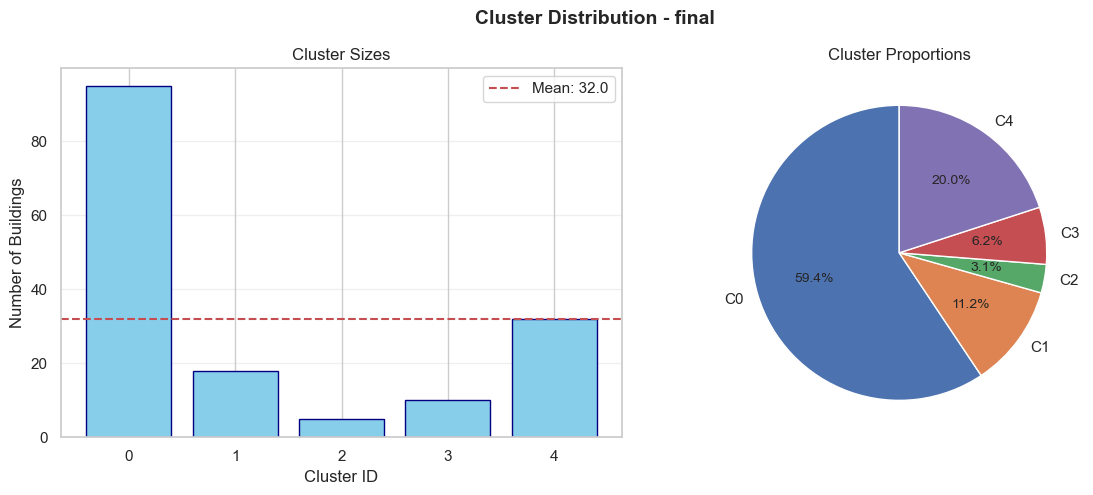 Cluster Distribution - final
Cluster Sizes
Mean: 32.0
Number of Buildings
80
60
40
20
0
0 1 2 3 4
Cluster ID
Cluster Proportions
C4
20.0%
C3
6.2%
3.1%
C2
59.4%
C0
11.2%
C1